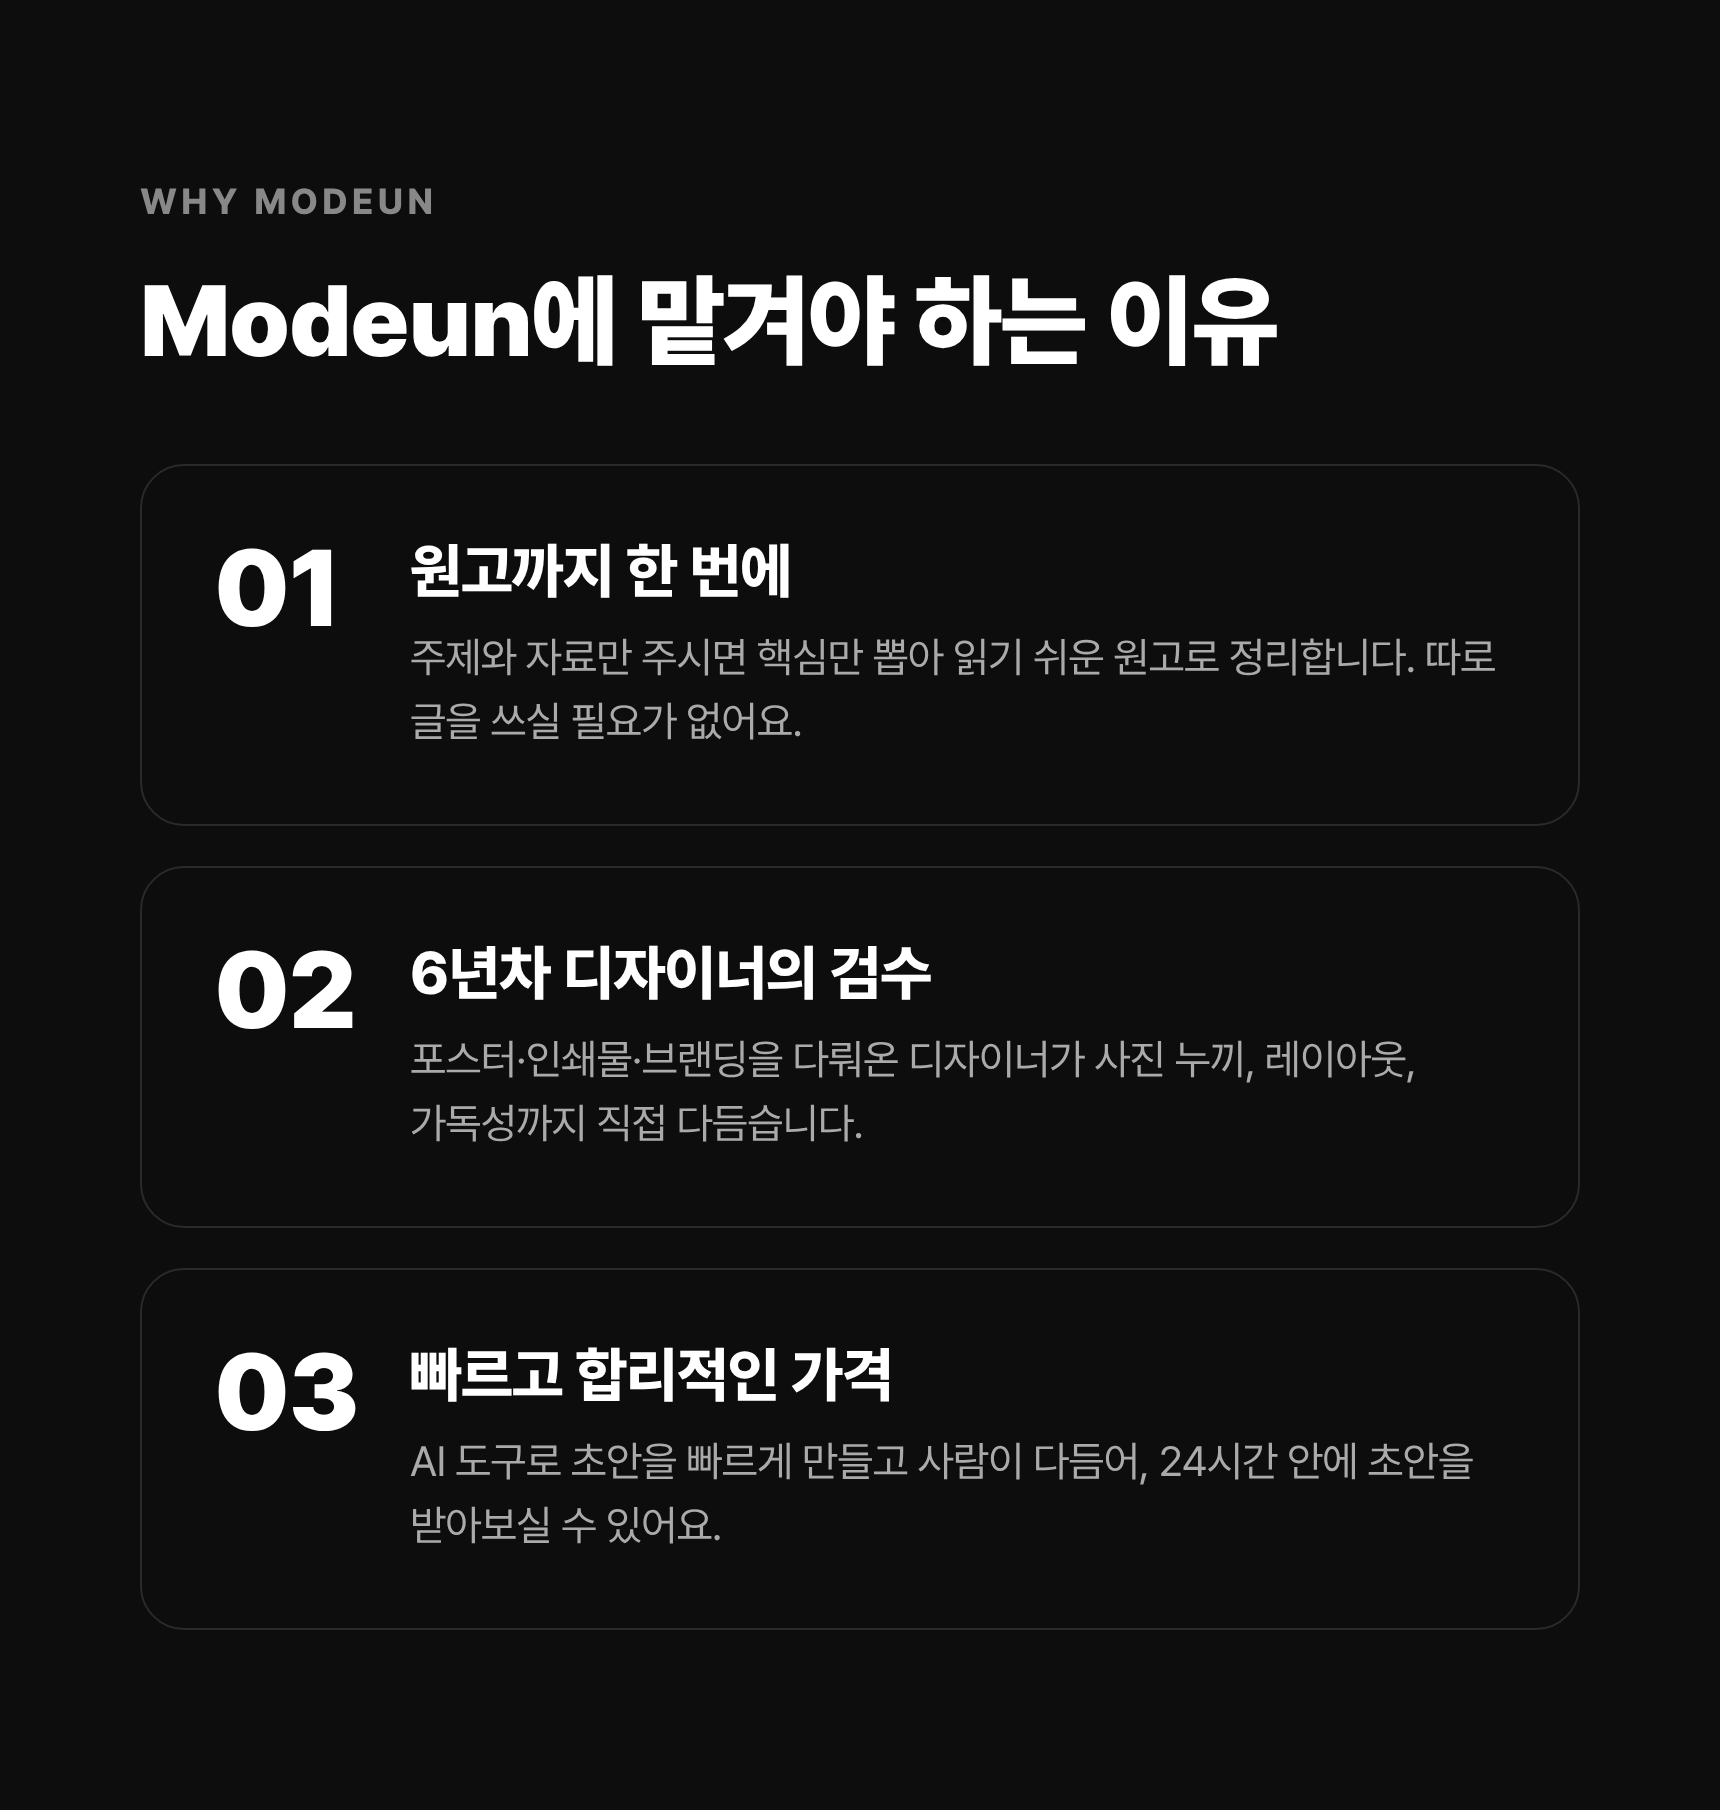 WHY MODEUN
Modeun에 맡겨야 하는 이유
01
원고까지 한 번에
주제와 자료만 주시면 핵심만 뽑아 읽기 쉬운 원고로 정리합니다. 따로
글을 쓰실 필요가 없어요.
02
6년차 디자이너의 검수
포스터·인쇄물·브랜딩을 다뤄온 디자이너가 사진 누끼, 레이아웃,
가독성까지 직접 다듬습니다.
03
빠르고 합리적인 가격
AI 도구로 초안을 빠르게 만들고 사람이 다듬어, 24시간 안에 초안을
받아보실 수 있어요.